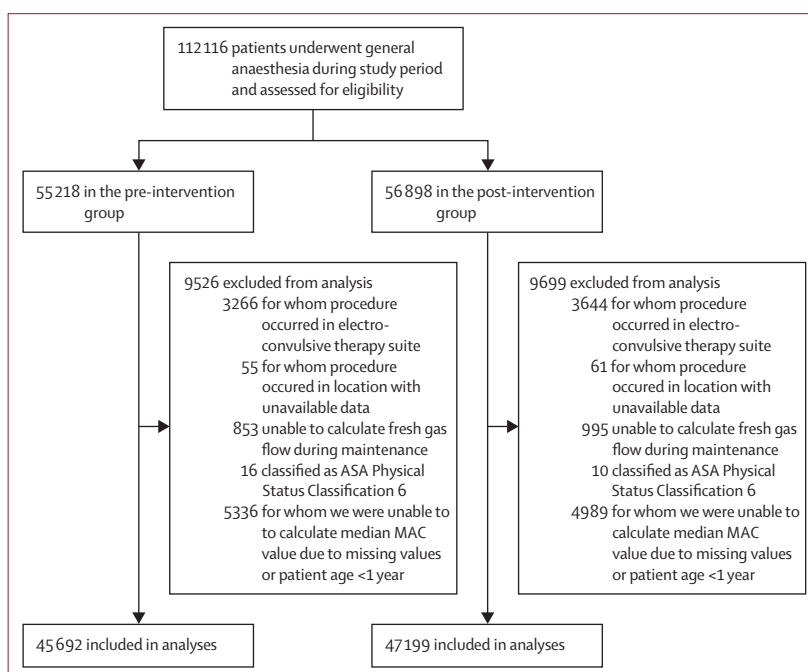 112 116 patients underwent general
anaesthesia during study period
and assessed for eligibility
55 218 in the pre-intervention
group
56 898 in the post-intervention
group
9526 excluded from analysis
3266 for whom procedure
occurred in electro-
convulsive therapy suite
55 for whom procedure
occured in location with
unavailable data
853 unable to calculate fresh gas
flow during maintenance
16 classified as ASA Physical
Status Classification 6
5336 for whom we were unable to
to calculate median MAC
value due to missing values
or patient age <1 year
9699 excluded from analysis
3644 for whom procedure
occurred in electro-
convulsive therapy suite
61 for whom procedure
occured in location with
unavailable data
995 unable to calculate fresh gas
flow during maintenance
10 classified as ASA Physical
Status Classification 6
4989 for whom we were unable to
calculate median MAC
value due to missing values
or patient age <1 year
45 692 included in analyses
47 199 included in analyses